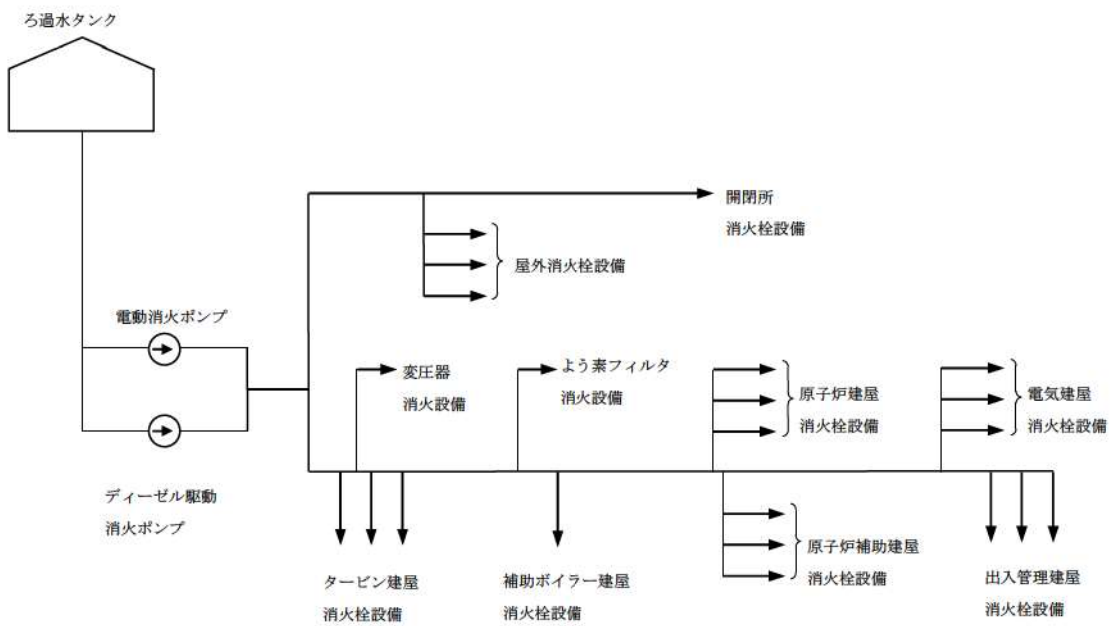 ろ過水タンク
開閉所
消火栓設備
屋外消火栓設備
電動消火ポンプ
変圧器
消火設備
よう素フィルタ
消火設備
原子炉建屋
消火栓設備
電気建屋
消火栓設備
ディーゼル駆動
消火ポンプ
タービン建屋
消火栓設備
補助ボイラー建屋
消火栓設備
原子炉補助建屋
消火栓設備
出入管理建屋
消火栓設備